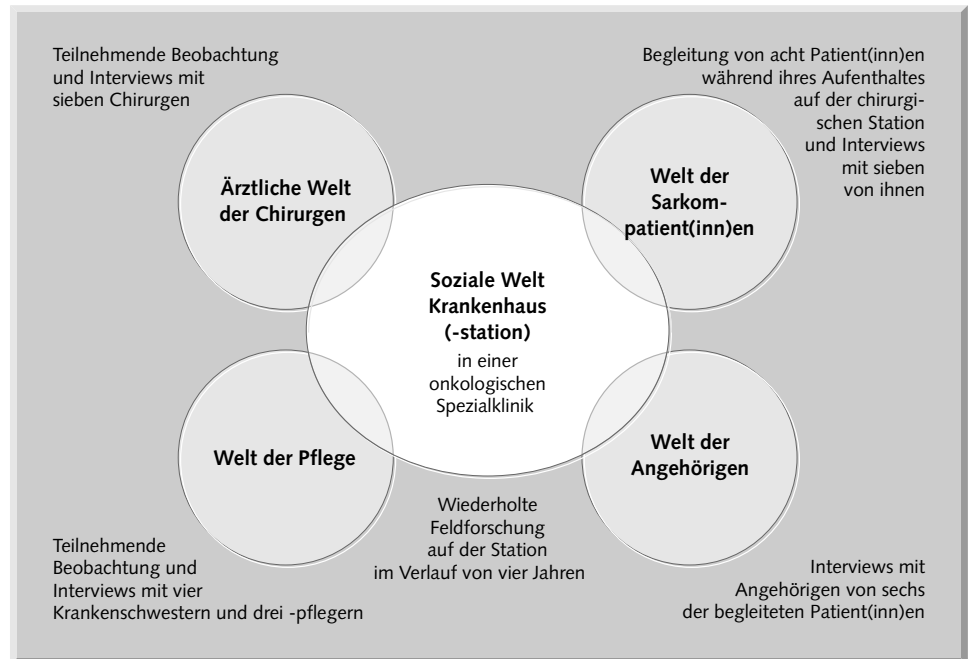 Teilnehmende Beobachtung
und Interviews mit
sieben Chirurgen
Begleitung von acht Patient(inn)en
während ihres Aufenthaltes
auf der chirurgi-
schen Station
und Interviews
mit sieben
von ihnen
Ärztliche Welt
der Chirurgen
Welt der
Sarkom-
patient(inn)en
Soziale Welt
Krankenhaus
(-station)
in einer
onkologischen
Spezialklinik
Welt der Pflege
Welt der
Angehörigen
Wiederholte
Feldforschung
auf der Station
im Verlauf von vier Jahren
Teilnehmende
Beobachtung und
Interviews mit vier
Krankenschwestern und drei -pflegern
Interviews mit
Angehörigen von sechs
der begleiteten Patient(inn)en